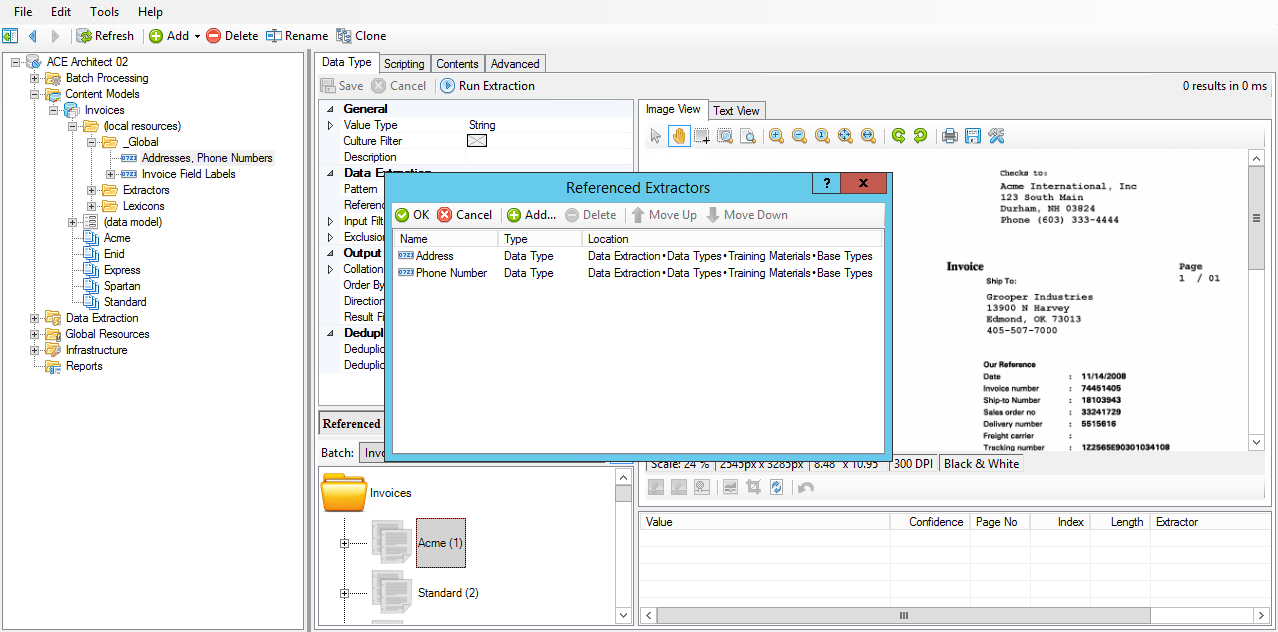 File Edit Tools Help
Refresh Add Delete Rename Clone
ACE Architect 02
Batch Processing
Content Models
Invoices
(local resources)
_Global
Addresses, Phone Numbers
Invoice Field Labels
Extractors
Lexicons
(data model)
Acme
Enid
Express
Spartan
Standard
Data Extraction
Global Resources
Infrastructure
Reports
Data Type Scripting Contents Advanced
Save Cancel Run Extraction 0 results in 0 ms
General
Value Type String
Culture Filter
Description
Data Extraction
Pattern
Referenc
Input Filt
Exclusion
Output
Collation
Order By
Direction
Result Fi
Dedupl
Deduplic
Deduplic
Referenced
Batch: Invo
Invoices
Acme (1)
Standard (2)
Referenced Extractors ? X
OK Cancel Add... Delete Move Up Move Down
Name Type Location
Address Data Type Data Extraction•Data Types•Training Materials•Base Types
Phone Number Data Type Data Extraction•Data Types•Training Materials•Base Types
Image View Text View
Checks to:
Acme International, Inc
123 South Main
Durham, NH 03824
Phone (603) 333-4444
Invoice Page
1 / 01
Ship To:
Grooper Industries
13900 N Harvey
Edmond, OK 73013
405-507-7000
Our Reference
Date : 11/14/2008
Invoice number : 74451405
Ship-to Number : 18103943
Sales order no : 33241729
Delivery number : 5515616
Freight carrier :
Tracking number : 1Z2565E90301034108
Scale: 24 % 2545px x 3285px 8.48" x 10.95 300 DPI Black & White
Value Confidence Page No Index Length Extractor